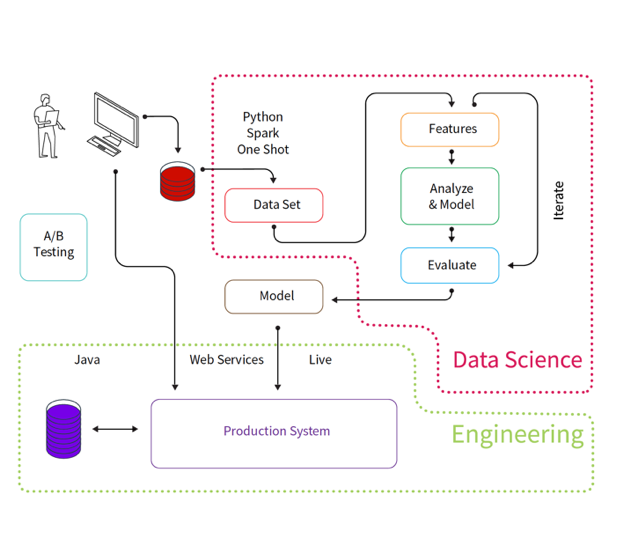 Python
Spark
One Shot
Features
Data Set
Analyze
& Model
Iterate
A/B
Testing
Evaluate
Model
Data Science
Java
Web Services
Live
Production System
Engineering